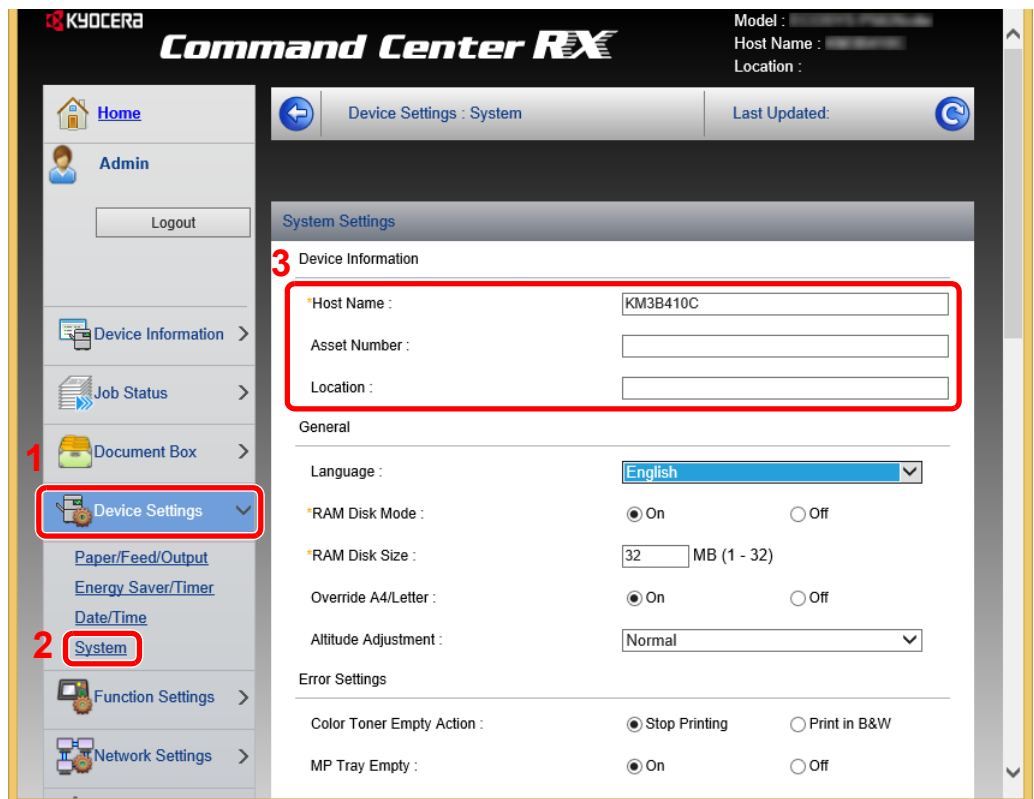 KYOCERA
Command Center RX
Model :
Host Name :
Location :
Home
Admin
Logout
Device Information
Job Status
1
Document Box
Device Settings
Paper/Feed/Output
Energy Saver/Timer
Date/Time
2
System
Function Settings
Network Settings
Device Settings : System
Last Updated:
System Settings
3
Device Information
*Host Name : KM3B410C
Asset Number :
Location :
General
Language : English
*RAM Disk Mode : On Off
*RAM Disk Size : 32 MB (1 - 32)
Override A4/Letter : On Off
Altitude Adjustment : Normal
Error Settings
Color Toner Empty Action : Stop Printing Print in B&W
MP Tray Empty : On Off